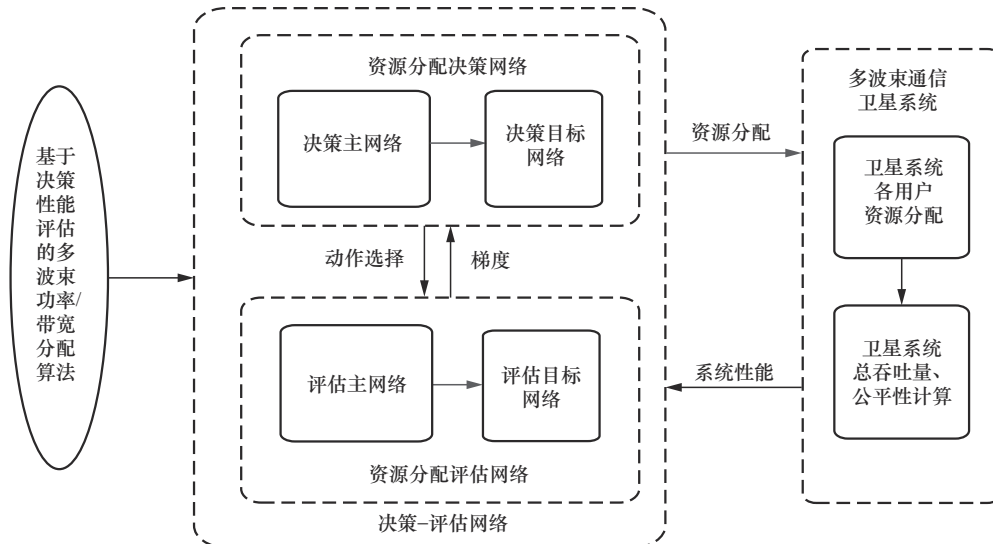 基于
决策
性能
评估
的多
波束
功率/
带宽
分配
算法
资源分配决策网络
决策主网络
决策目标
网络
动作选择
梯度
评估主网络
评估目标
网络
资源分配评估网络
决策–评估网络
资源分配
系统性能
多波束通信
卫星系统
卫星系统
各用户
资源分配
卫星系统
总吞吐量、
公平性计算